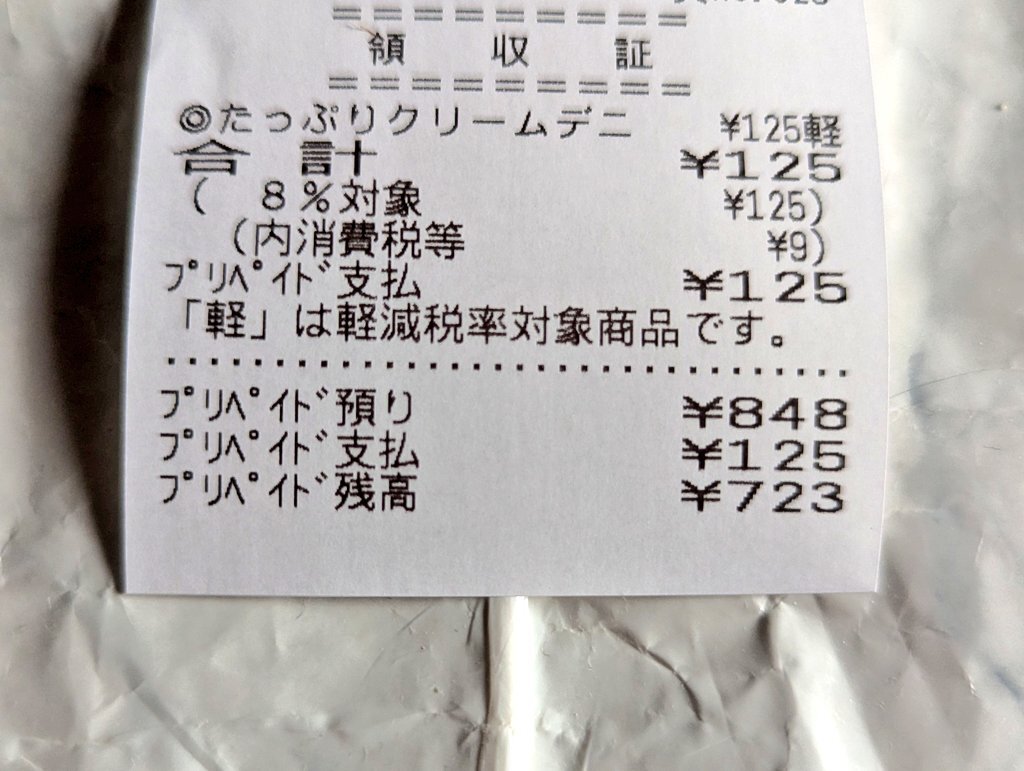 ＝＝＝＝＝＝＝＝＝
領 収 証
＝＝＝＝＝＝＝＝＝
◎たっぷりクリームデニ ¥125軽
合 計 ¥125
( 8%対象 ¥125)
(内消費税等 ¥9)
ﾌﾟﾘﾍﾟｲﾄﾞ支払 ¥125
「軽」は軽減税率対象商品です。
ﾌﾟﾘﾍﾟｲﾄﾞ預り ¥848
ﾌﾟﾘﾍﾟｲﾄﾞ支払 ¥125
ﾌﾟﾘﾍﾟｲﾄﾞ残高 ¥723